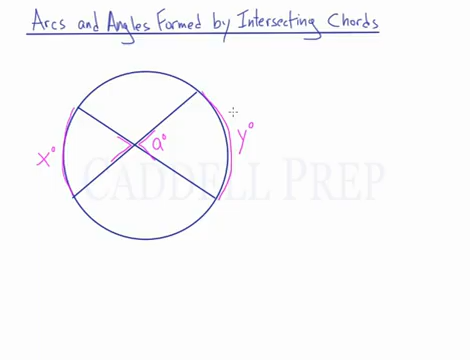 Arcs and Angles Formed by Intersecting Chords
x° a° y°
CADDELL PREP